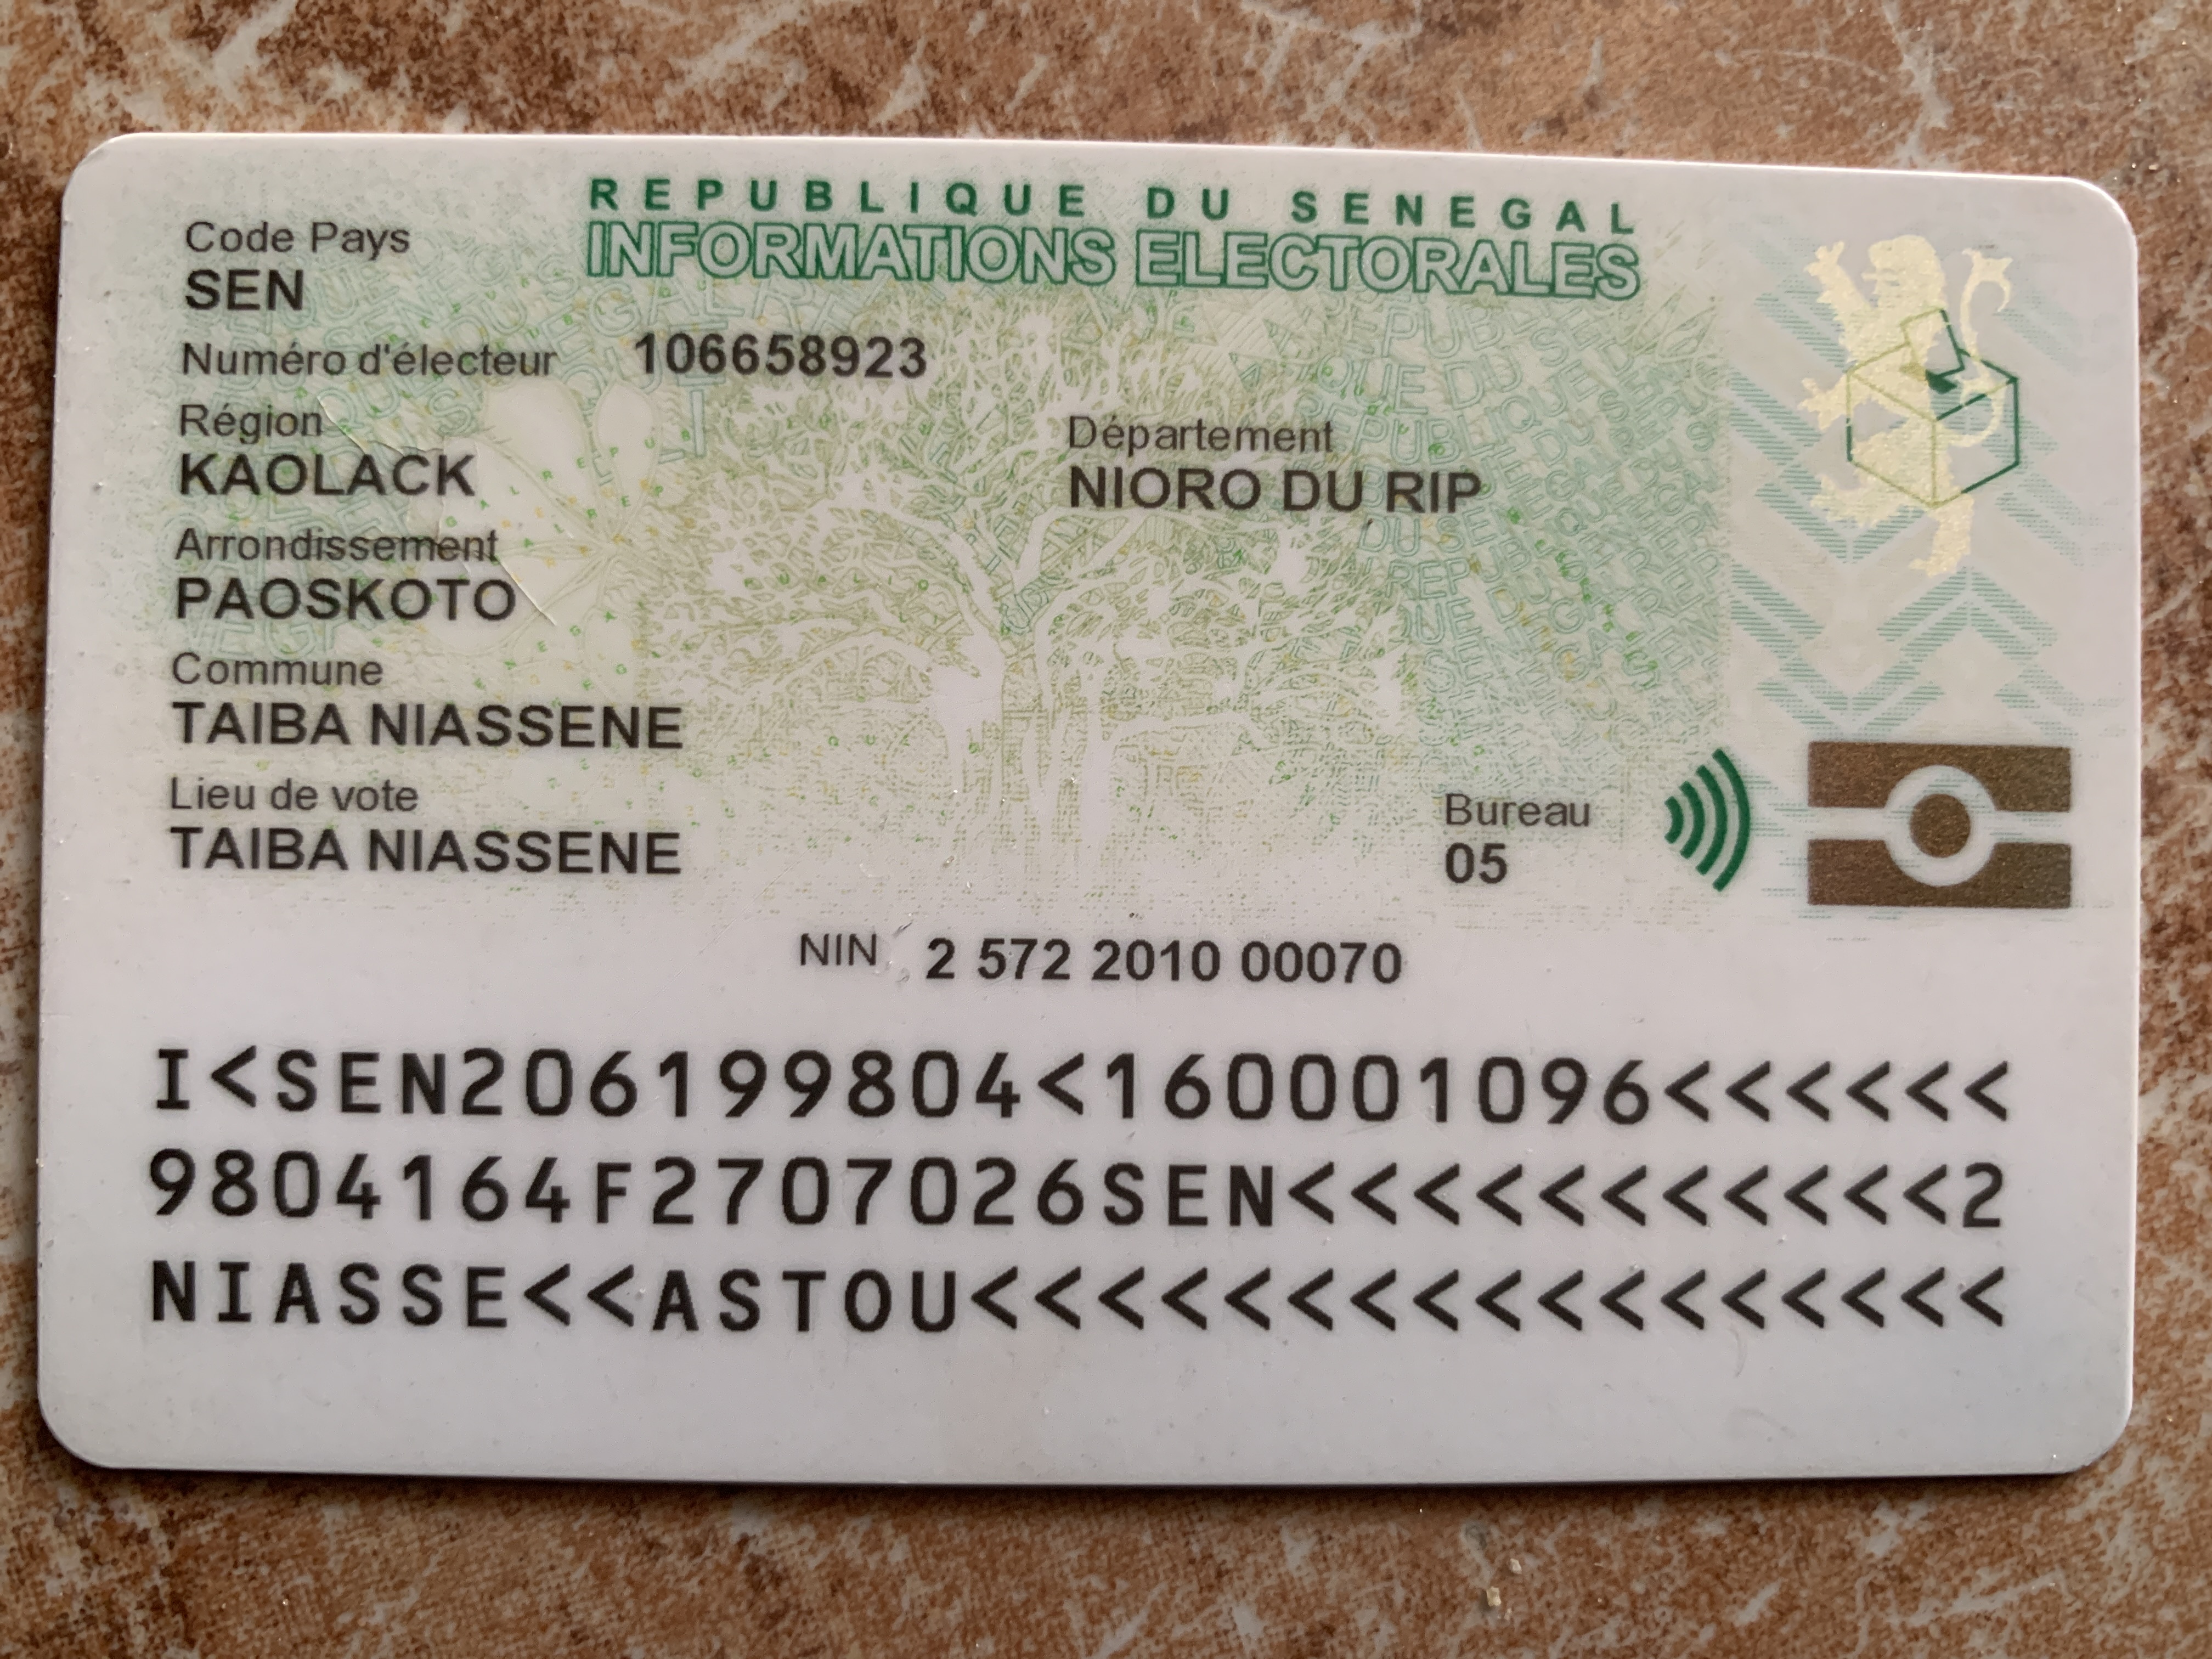 REPUBLIQUE DU SENEGAL
INFORMATIONS ELECTORALES
Code Pays
SEN
Numéro d'électeur 106658923
Région
KAOLACK
Département
NIORO DU RIP
Arrondissement
PAOSKOTO
Commune
TAIBA NIASSENE
Lieu de vote
TAIBA NIASSENE
Bureau
05
NIN 2 572 2010 00070
I<SEN206199804<160001096<<<<<<
9804164F2707026SEN<<<<<<<<<<<2
NIASSE<<ASTOU<<<<<<<<<<<<<<<<<